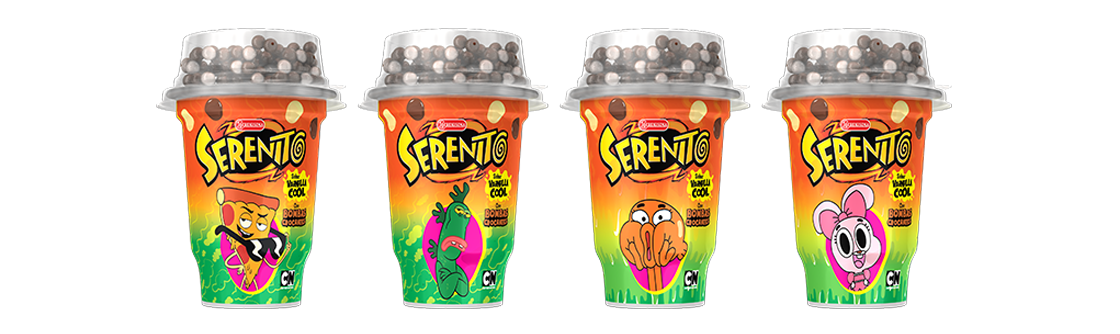 SERENITO
Sabor
VAINILLA
COOL
Con
BOMBAS
CROCANTES
CN
SERENITO
Sabor
VAINILLA
COOL
Con
BOMBAS
CROCANTES
CN
SERENITO
Sabor
VAINILLA
COOL
Con
BOMBAS
CROCANTES
CN
SERENITO
Sabor
VAINILLA
COOL
Con
BOMBAS
CROCANTES
CN